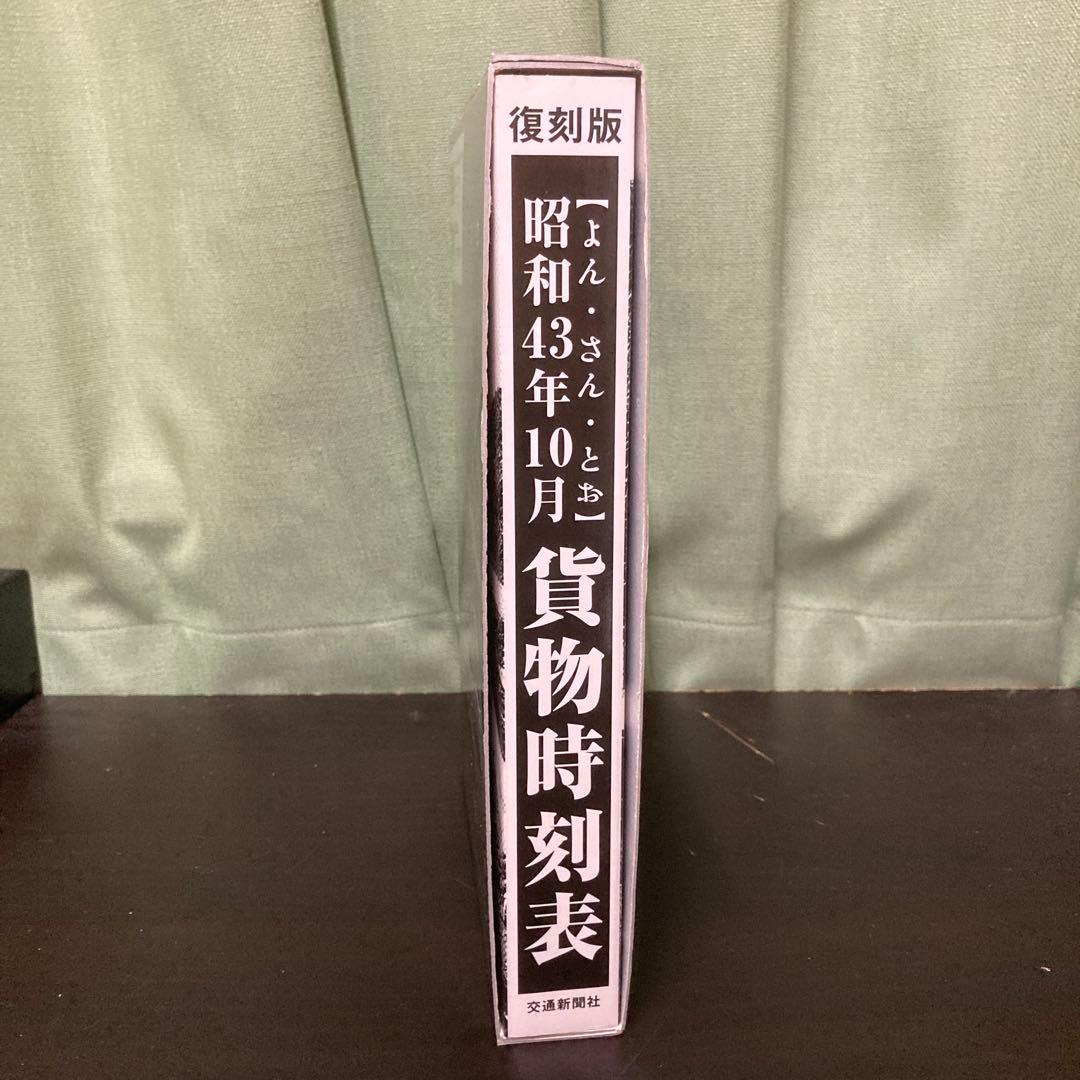 復刻版
【よん・さん・とお】
昭和43年10月
貨物時刻表
交通新聞社